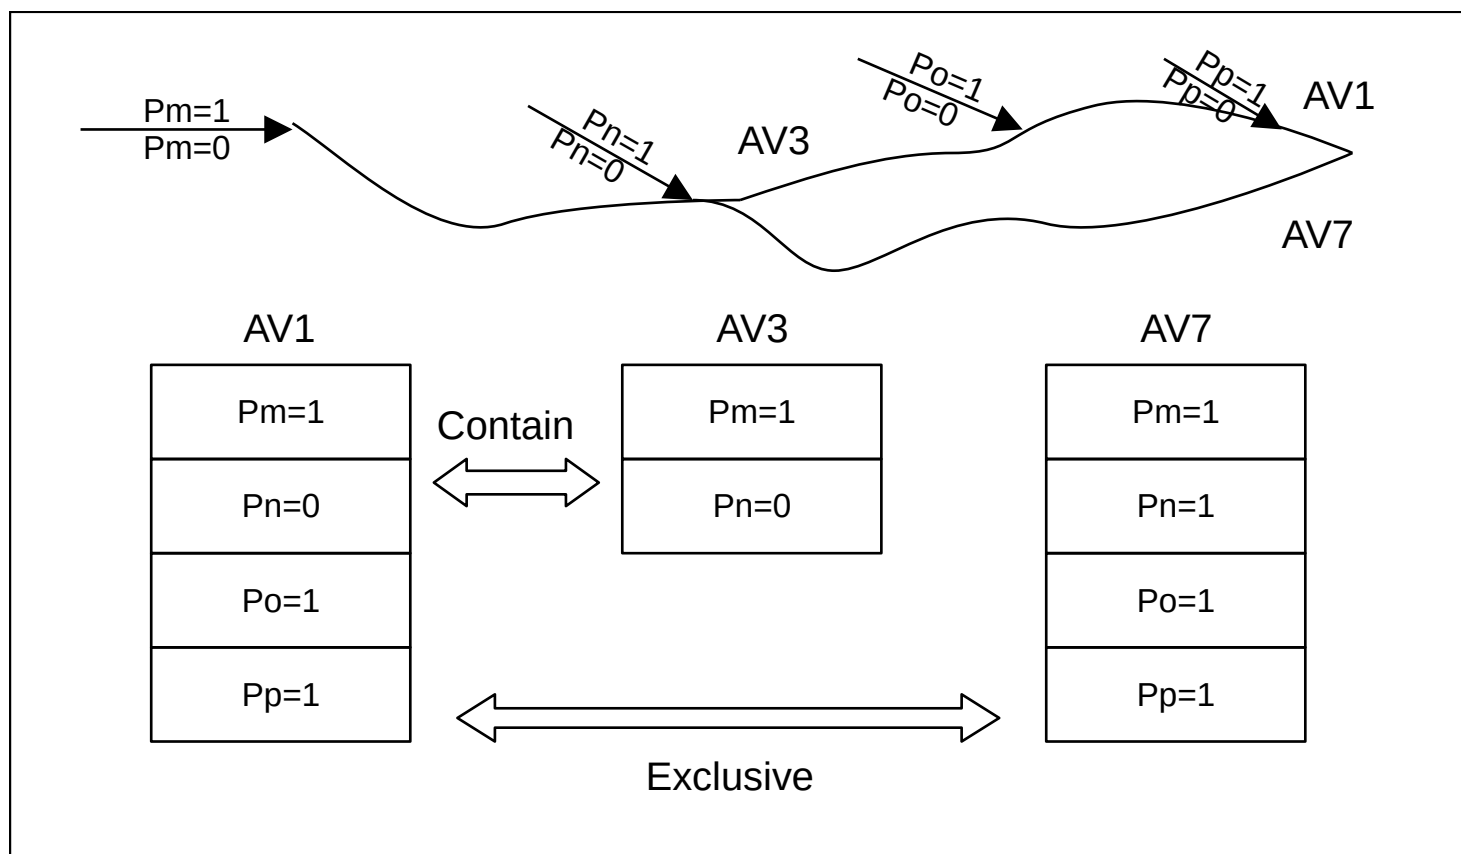 Pm=1
Pm=0
Pn=1
Pn=0
AV3
Po=1
Po=0
Pp=1
Pp=0
AV1
AV7
AV1
AV3
AV7
Pm=1
Pn=0
Po=1
Pp=1
Contain
Pm=1
Pn=0
Pm=1
Pn=1
Po=1
Pp=1
Exclusive